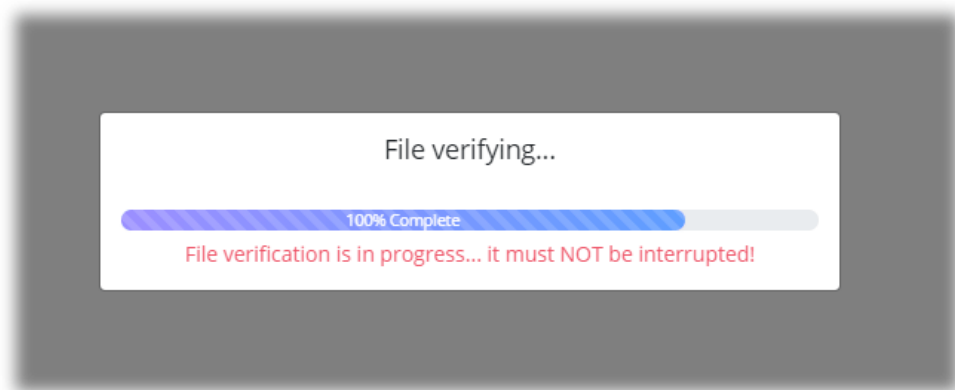 File verifying...
100% Complete
File verification is in progress... it must NOT be interrupted!